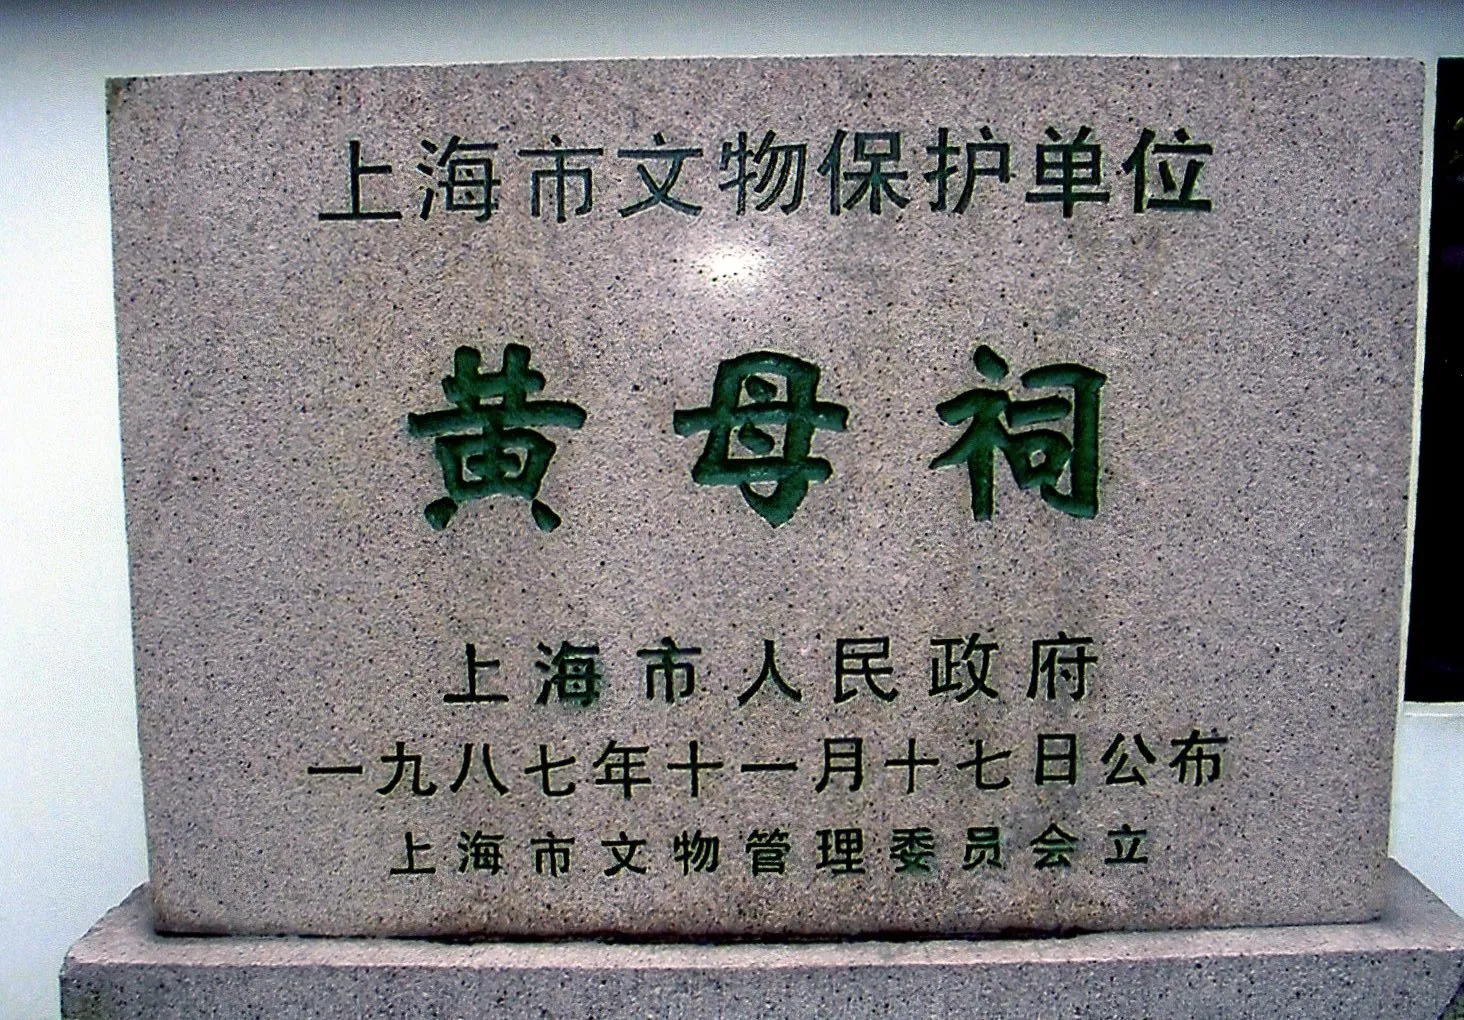 上海市文物保护单位
黄母祠
上海市人民政府
一九八七年十一月十七日公布
上海市文物管理委员会立